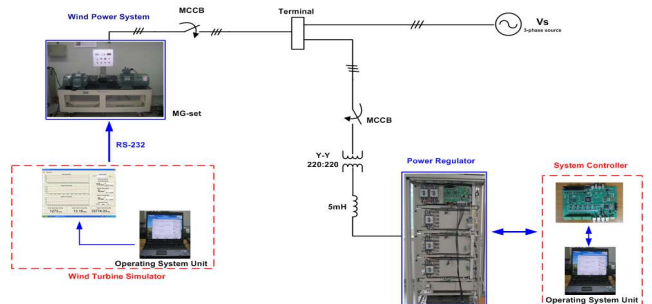 Wind Power System
MCCB
Terminal
Vs
3-phase source
MG-set
MCCB
RS-232
Y-Y
220:220
Power Regulator
System Controller
5mH
Operating System Unit
Wind Turbine Simulator
Operating System Unit